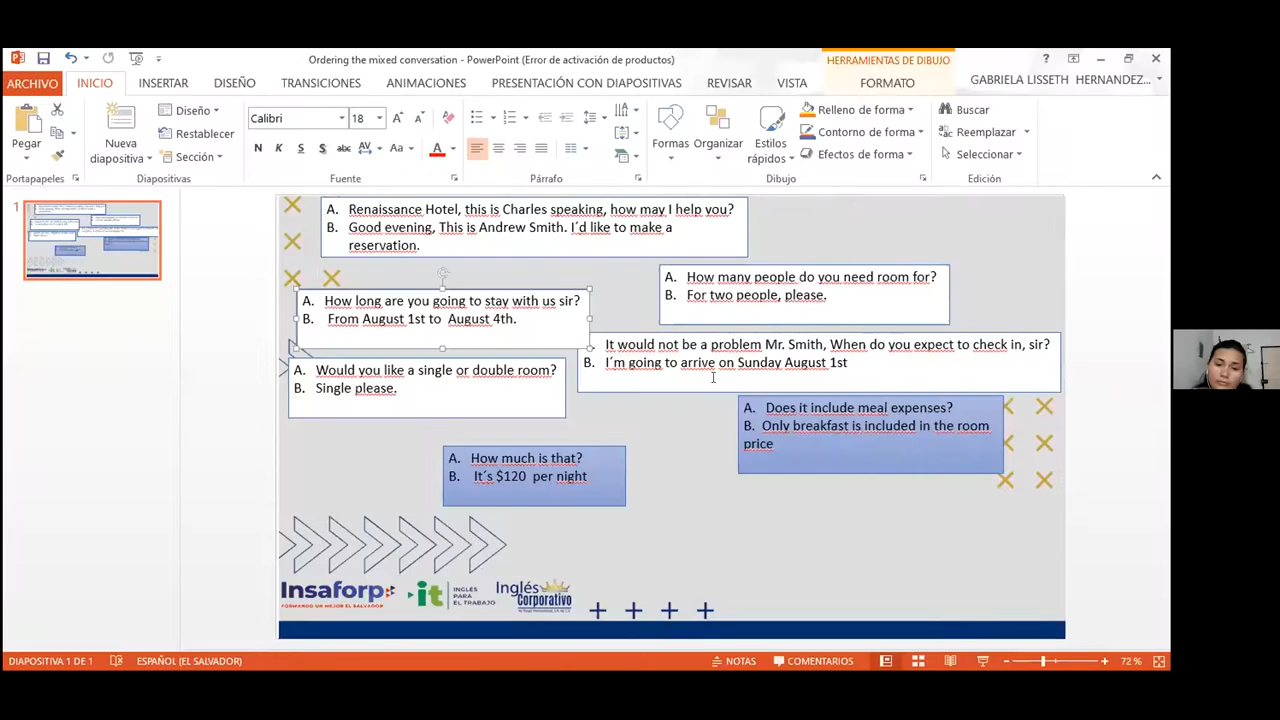 Ordering the mixed conversation - PowerPoint (Error de activación de productos)
HERRAMIENTAS DE DIBUJO
ARCHIVO
INICIO
INSERTAR
DISEÑO
TRANSICIONES
ANIMACIONES
PRESENTACIÓN CON DIAPOSITIVAS
REVISAR
VISTA
FORMATO
GABRIELA LISSETH HERNANDEZ...
Pegar
Nueva diapositiva
Diseño
Restablecer
Sección
Calibri
18
N K S S abc AV Aa A
Formas
Organizar
Estilos rápidos
Relleno de forma
Contorno de forma
Efectos de forma
Buscar
Reemplazar
Seleccionar
Portapapeles
Diapositivas
Fuente
Párrafo
Dibujo
Edición
1
A. Renaissance Hotel, this is Charles speaking, how may I help you?
B. Good evening, This is Andrew Smith. I´d like to make a
reservation.
A. How many people do you need room for?
B. For two people, please.
A. How long are you going to stay with us sir?
B. From August 1st to August 4th.
It would not be a problem Mr. Smith, When do you expect to check in, sir?
B. I´m going to arrive on Sunday August 1st
A. Would you like a single or double room?
B. Single please.
A. Does it include meal expenses?
B. Only breakfast is included in the room
price
A. How much is that?
B. It´s $120 per night
Insaforp
FORMANDO UN MEJOR EL SALVADOR
it
INGLÉS
PARA
EL TRABAJO
Inglés
Corporativo
DIAPOSITIVA 1 DE 1
ESPAÑOL (EL SALVADOR)
NOTAS
COMENTARIOS
72 %